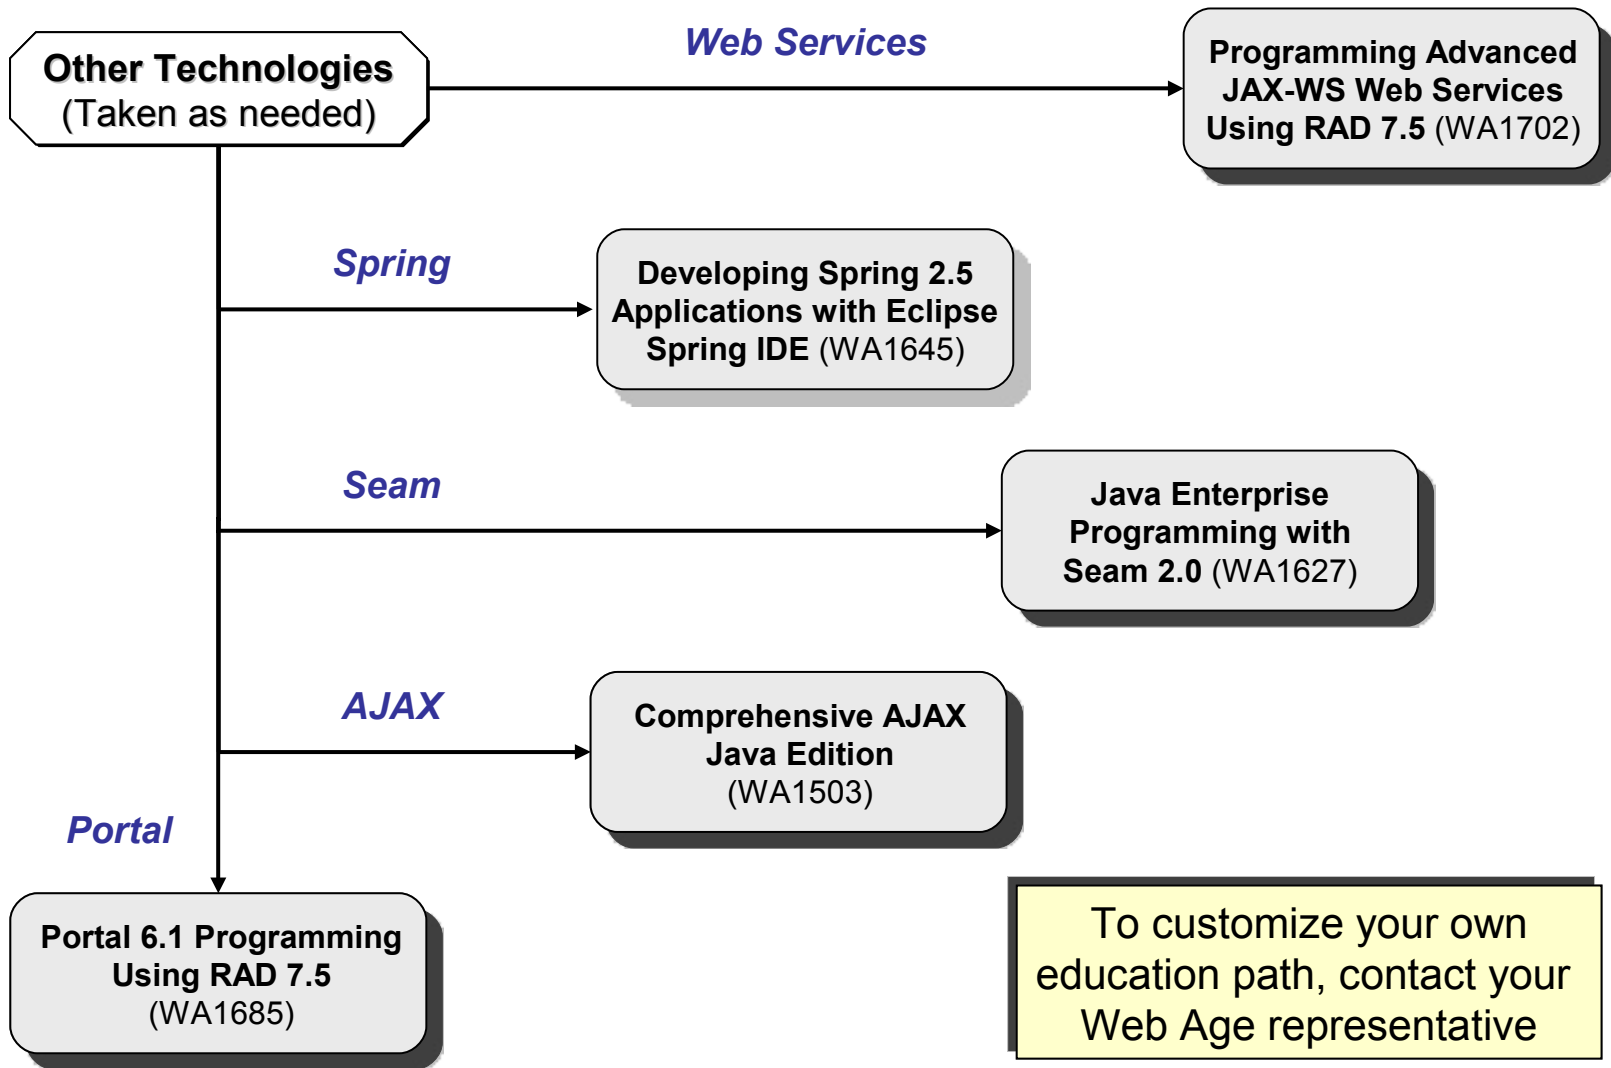 Other Technologies
(Taken as needed)
Web Services
Programming Advanced
JAX-WS Web Services
Using RAD 7.5 (WA1702)
Spring
Developing Spring 2.5
Applications with Eclipse
Spring IDE (WA1645)
Seam
Java Enterprise
Programming with
Seam 2.0 (WA1627)
AJAX
Comprehensive AJAX
Java Edition
(WA1503)
Portal
Portal 6.1 Programming
Using RAD 7.5
(WA1685)
To customize your own
education path, contact your
Web Age representative